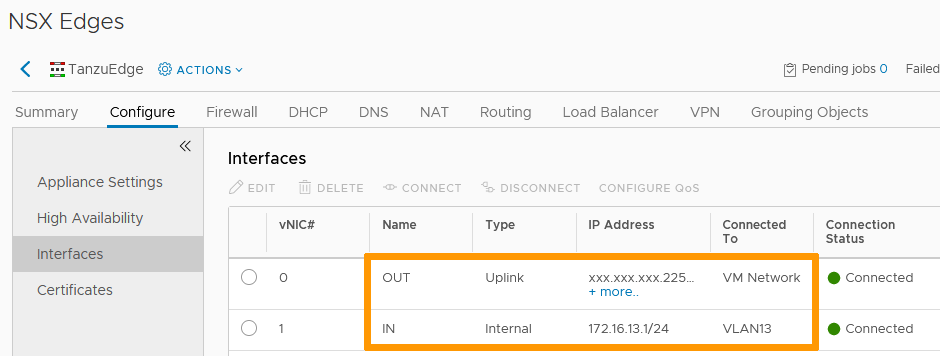 NSX Edges
TanzuEdge ACTIONS Pending jobs 0 Failed
Summary Configure Firewall DHCP DNS NAT Routing Load Balancer VPN Grouping Objects
Appliance Settings
High Availability
Interfaces
Certificates
Interfaces
EDIT DELETE CONNECT DISCONNECT CONFIGURE QoS
vNIC# Name Type IP Address Connected To Connection Status
0 OUT Uplink xxx.xxx.xxx.225... VM Network Connected
+ more..
1 IN Internal 172.16.13.1/24 VLAN13 Connected